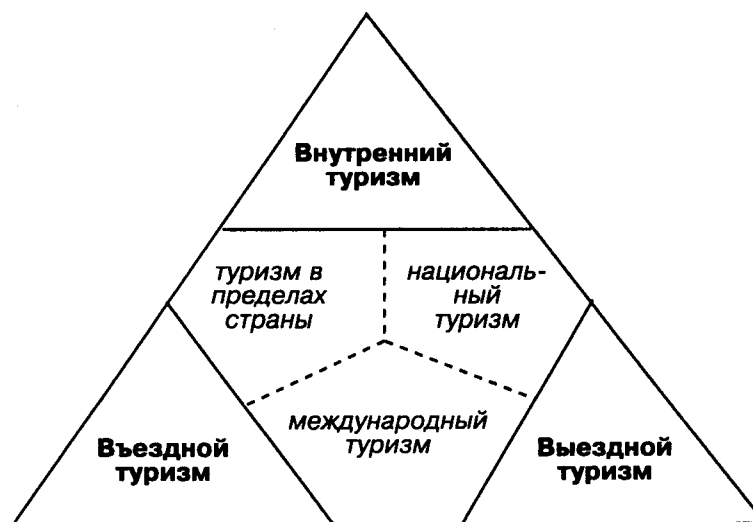 Внутренний
туризм
туризм в
пределах
страны
националь-
ный
туризм
международный
туризм
Въездной
туризм
Выездной
туризм